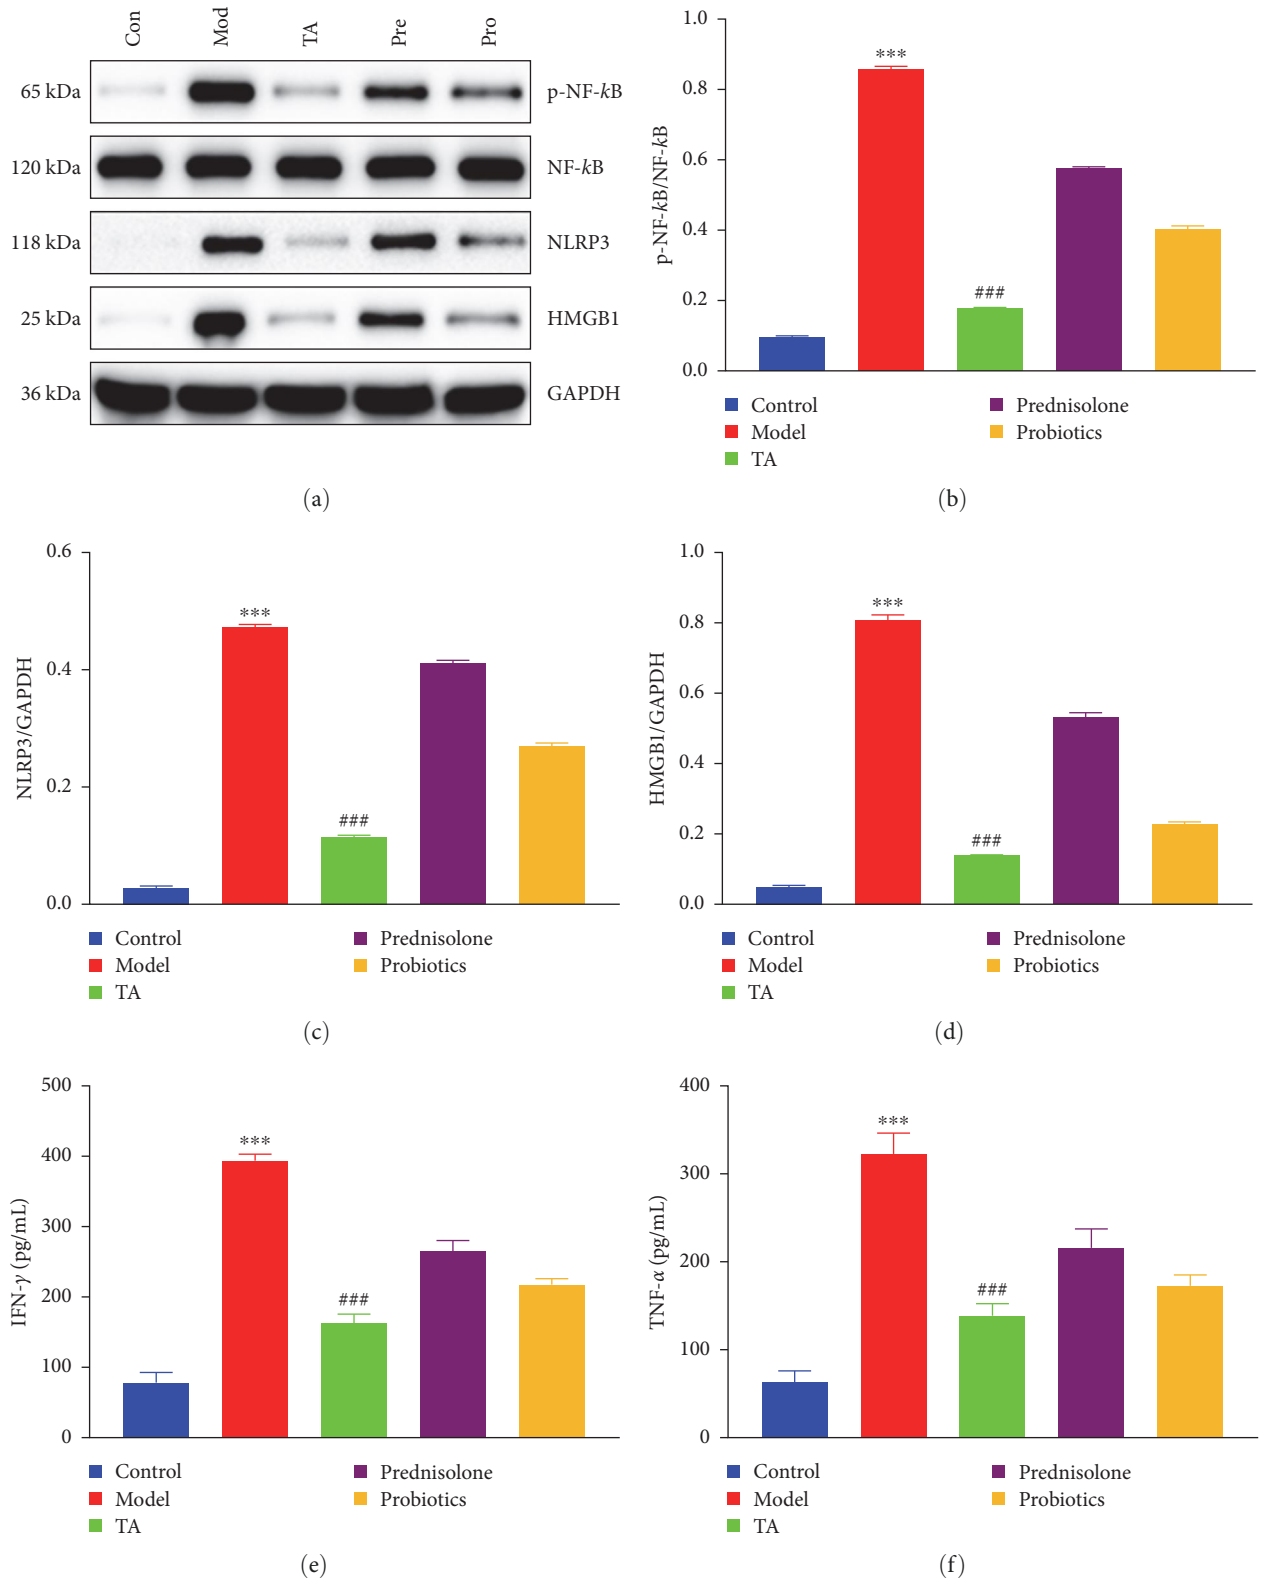 Con Mod TA Pre Pro
65 kDa p-NF-kB
120 kDa NF-kB
118 kDa NLRP3
25 kDa HMGB1
36 kDa GAPDH
(a)
p-NF-kB/NF-kB
1.0
0.8
0.6
0.4
0.2
0.0
***
###
Control Prednisolone
Model Probiotics
TA
(b)
NLRP3/GAPDH
0.6
0.4
0.2
0.0
***
###
Control Prednisolone
Model Probiotics
TA
(c)
HMGB1/GAPDH
1.0
0.8
0.6
0.4
0.2
0.0
***
###
Control Prednisolone
Model Probiotics
TA
(d)
IFN-γ (pg/mL)
500
400
300
200
100
0
***
###
Control Prednisolone
Model Probiotics
TA
(e)
TNF-α (pg/mL)
400
300
200
100
0
***
###
Control Prednisolone
Model Probiotics
TA
(f)